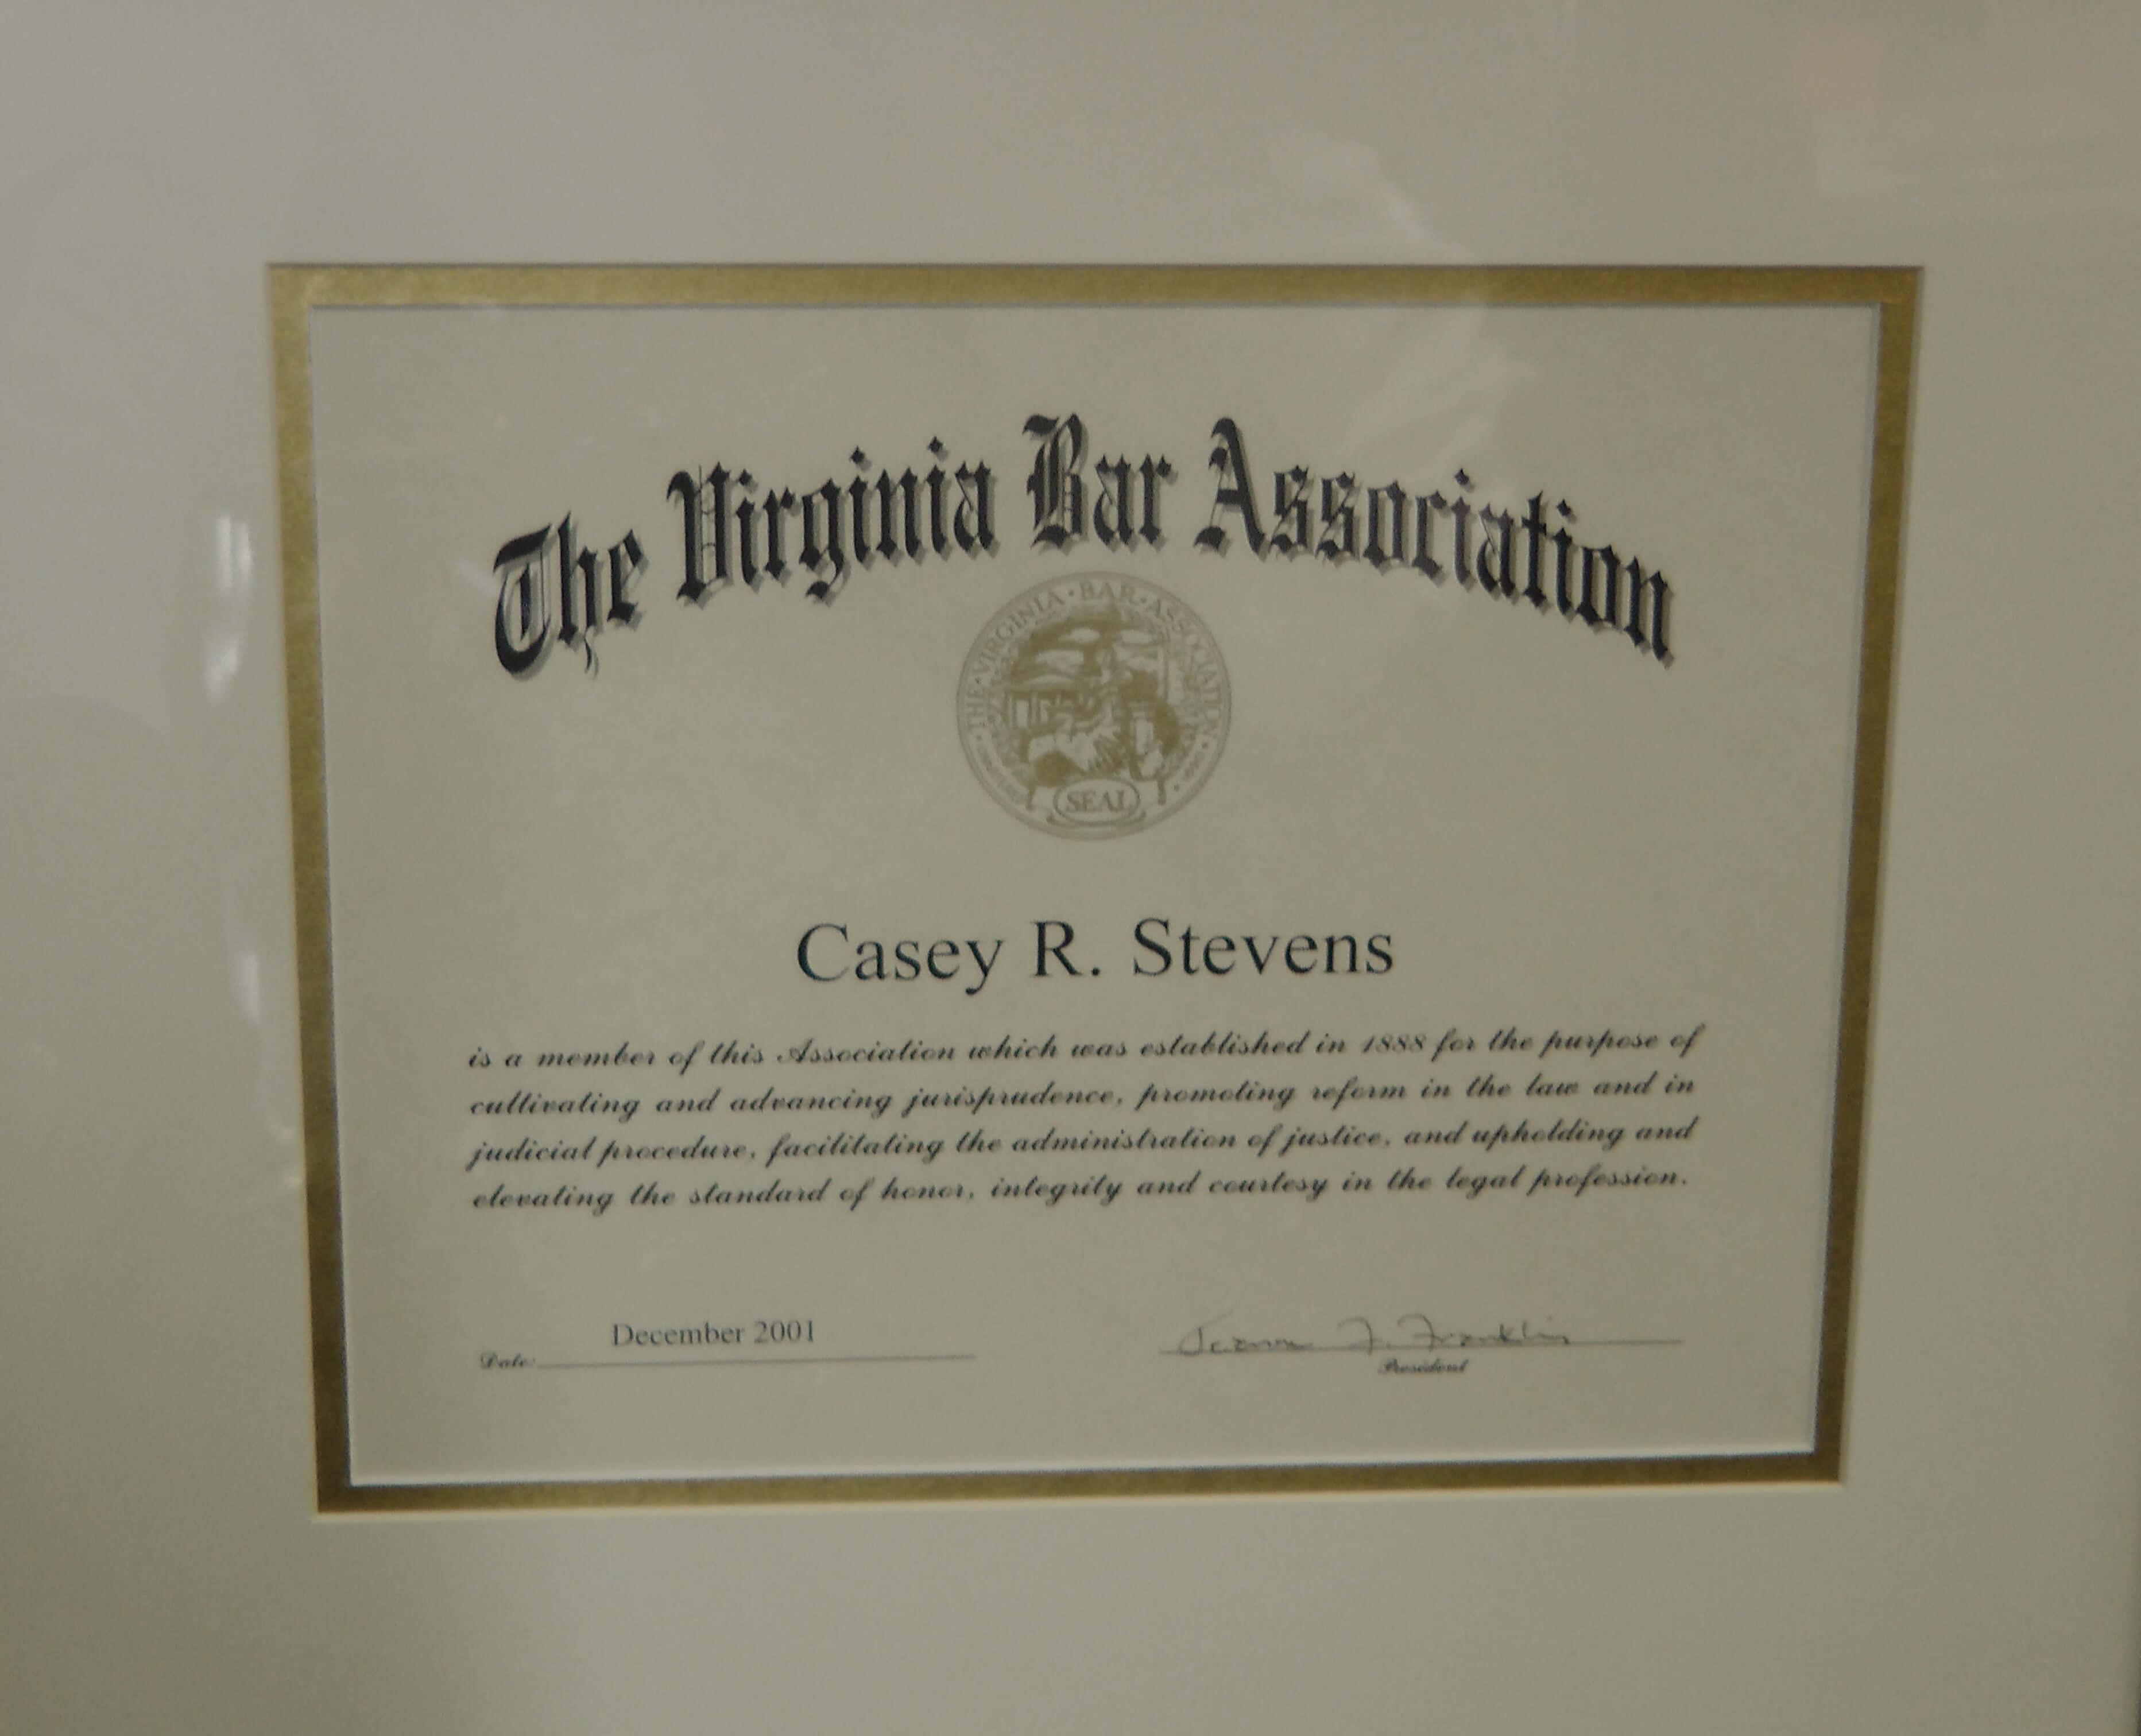 The Virginia Bar Association
THE · VIRGINIA · BAR · ASSOCIATION
SEAL
Casey R. Stevens
is a member of this Association which was established in 1888 for the purpose of
cultivating and advancing jurisprudence, promoting reform in the law and in
judicial procedure, facilitating the administration of justice, and upholding and
elevating the standard of honor, integrity and courtesy in the legal profession.
Date: December 2001
Franklin
President